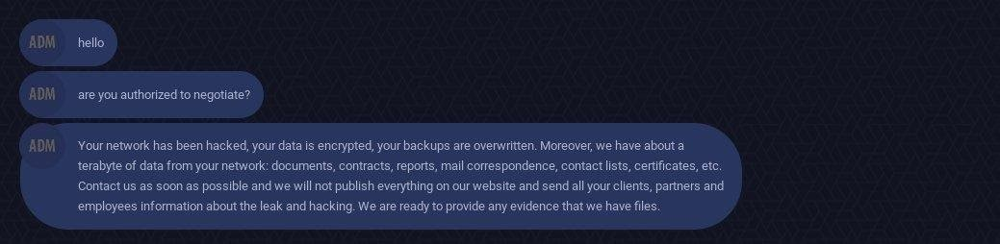 ADM hello
ADM are you authorized to negotiate?
ADM Your network has been hacked, your data is encrypted, your backups are overwritten. Moreover, we have about a
terabyte of data from your network: documents, contracts, reports, mail correspondence, contact lists, certificates, etc.
Contact us as soon as possible and we will not publish everything on our website and send all your clients, partners and
employees information about the leak and hacking. We are ready to provide any evidence that we have files.